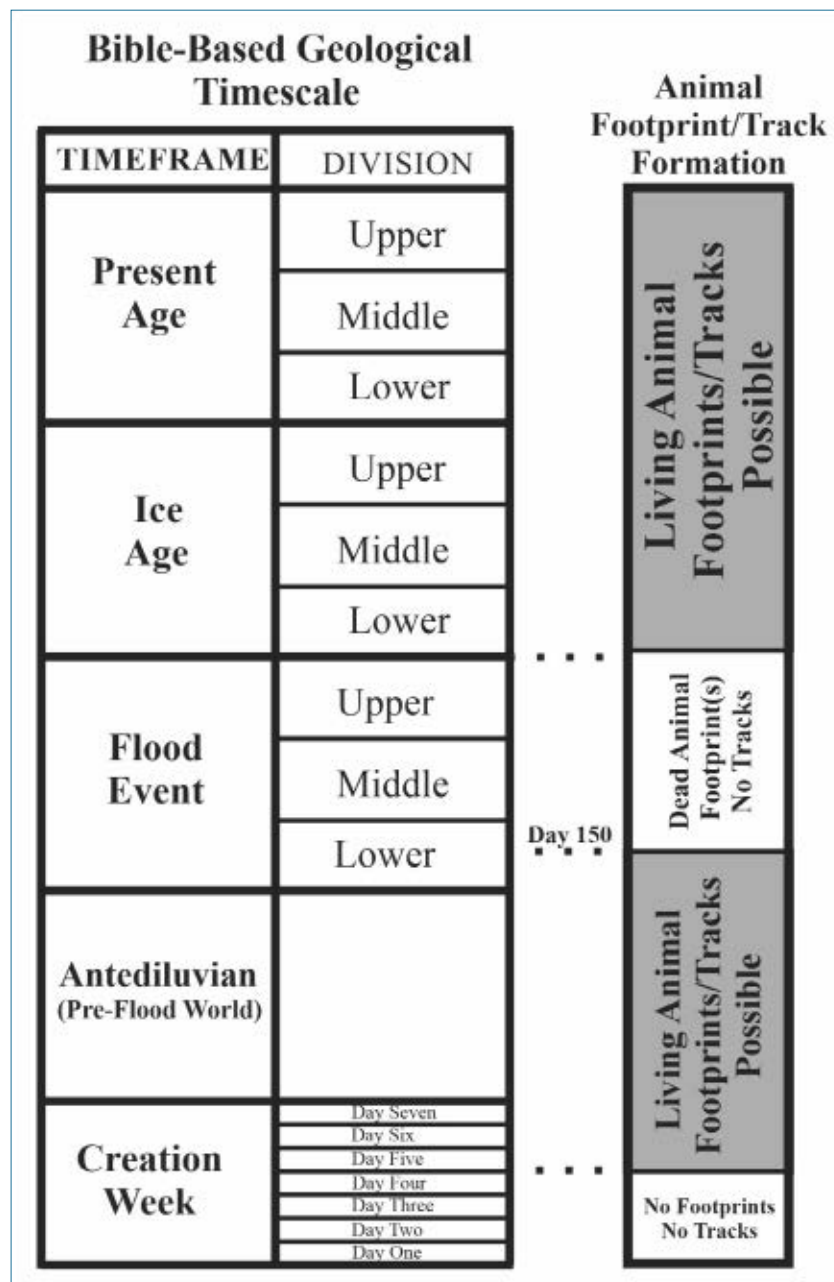 Bible-Based Geological
Timescale
TIMEFRAME
DIVISION
Present
Age
Upper
Middle
Lower
Ice
Age
Upper
Middle
Lower
Flood
Event
Upper
Middle
Lower
Antediluvian
(Pre-Flood World)
Creation
Week
Day Seven
Day Six
Day Five
Day Four
Day Three
Day Two
Day One
Day 150
Animal
Footprint/Track
Formation
Living Animal
Footprints/Tracks
Possible
Dead Animal
Footprint(s)
No Tracks
Living Animal
Footprints/Tracks
Possible
No Footprints
No Tracks